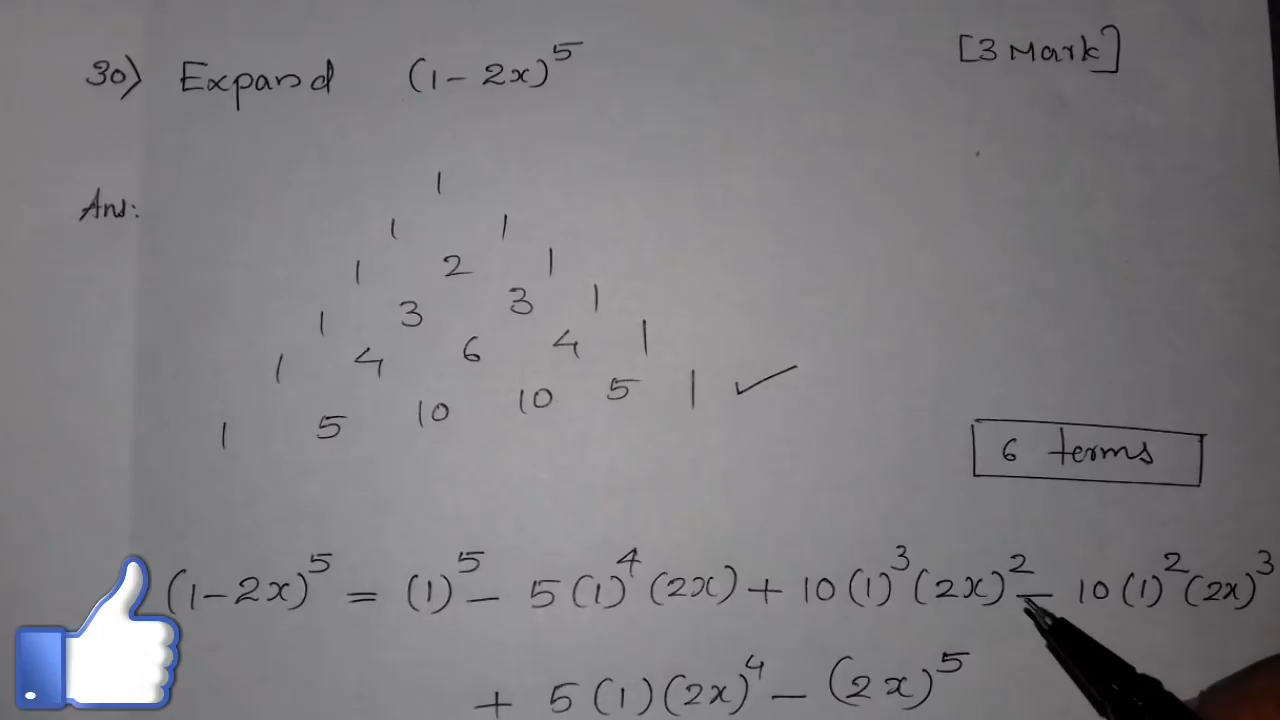 30) Expand (1-2x)^5 [3 Mark]
Ans:
1
1 1
1 2 1
1 3 3 1
1 4 6 4 1
1 5 10 10 5 1 ✓
6 terms
(1-2x)^5 = (1)^5 - 5(1)^4(2x) + 10(1)^3(2x)^2 - 10(1)^2(2x)^3
+ 5(1)(2x)^4 - (2x)^5